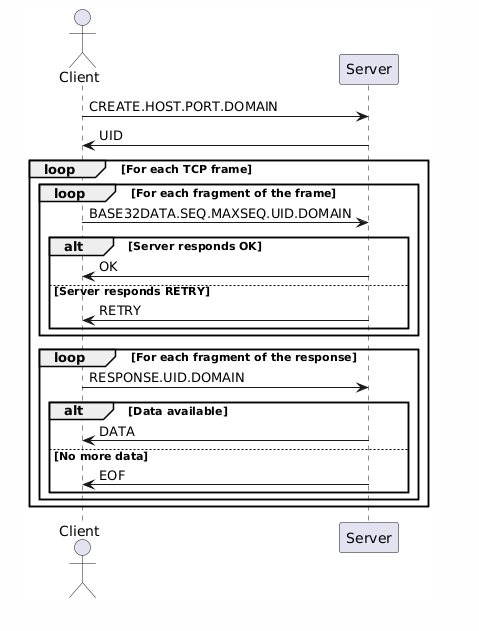 Client
Server
CREATE.HOST.PORT.DOMAIN
UID
loop [For each TCP frame]
loop [For each fragment of the frame]
BASE32DATA.SEQ.MAXSEQ.UID.DOMAIN
alt [Server responds OK]
OK
[Server responds RETRY]
RETRY
loop [For each fragment of the response]
RESPONSE.UID.DOMAIN
alt [Data available]
DATA
[No more data]
EOF
Client
Server